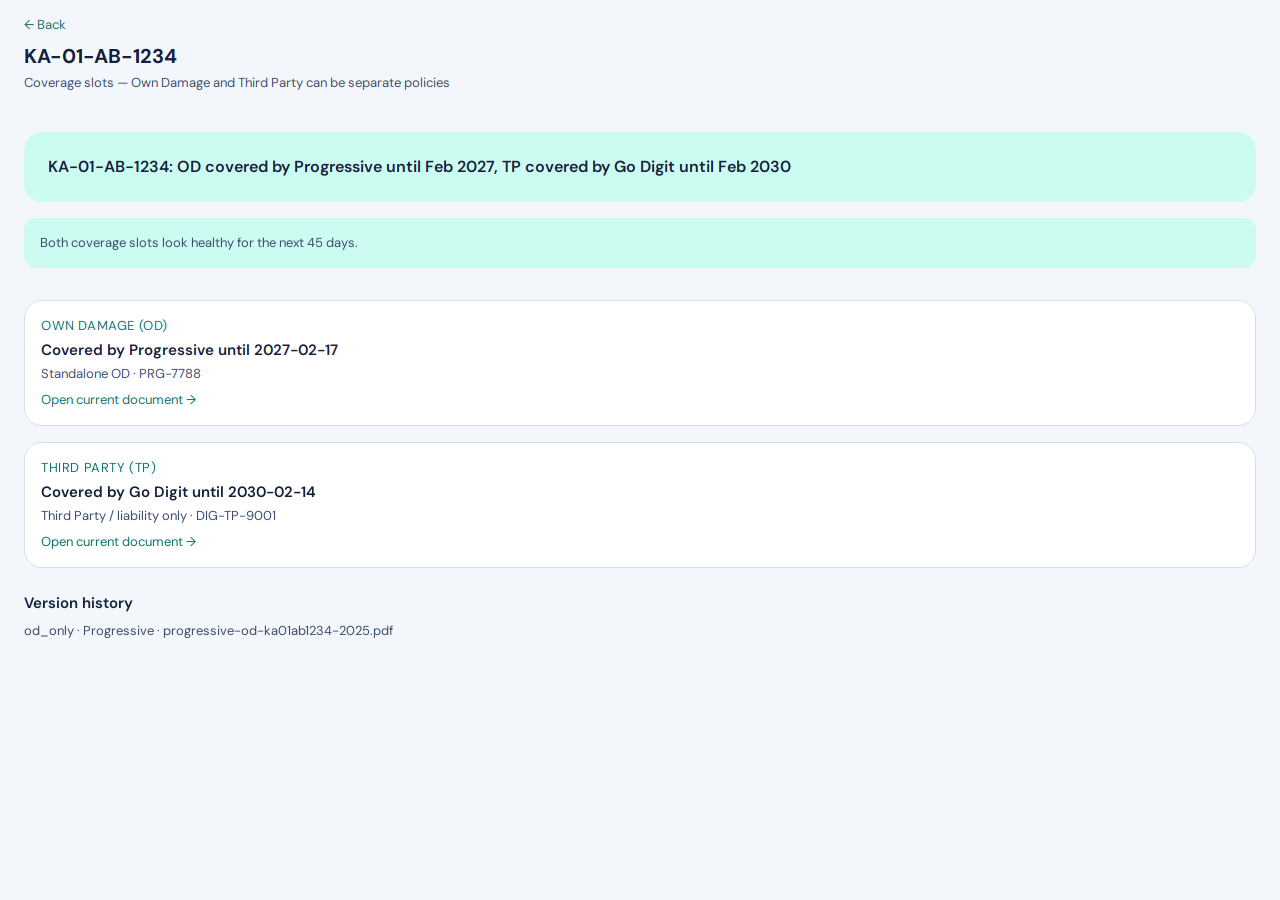 ← Back
KA-01-AB-1234
Coverage slots — Own Damage and Third Party can be separate policies
KA-01-AB-1234: OD covered by Progressive until Feb 2027, TP covered by Go Digit until Feb 2030
Both coverage slots look healthy for the next 45 days.
OWN DAMAGE (OD)
Covered by Progressive until 2027-02-17
Standalone OD · PRG-7788
Open current document →
THIRD PARTY (TP)
Covered by Go Digit until 2030-02-14
Third Party / liability only · DIG-TP-9001
Open current document →
Version history
od_only · Progressive · progressive-od-ka01ab1234-2025.pdf